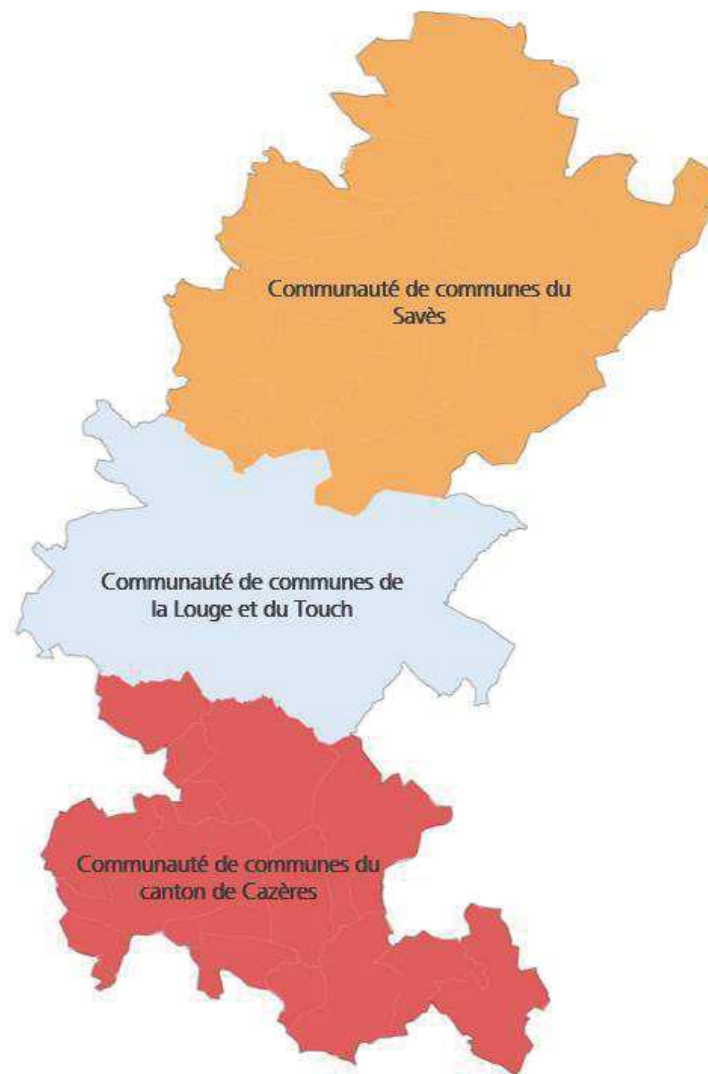 Communauté de communes du
Savès
Communauté de communes de
la Louge et du Touch
Communauté de communes du
canton de Cazères